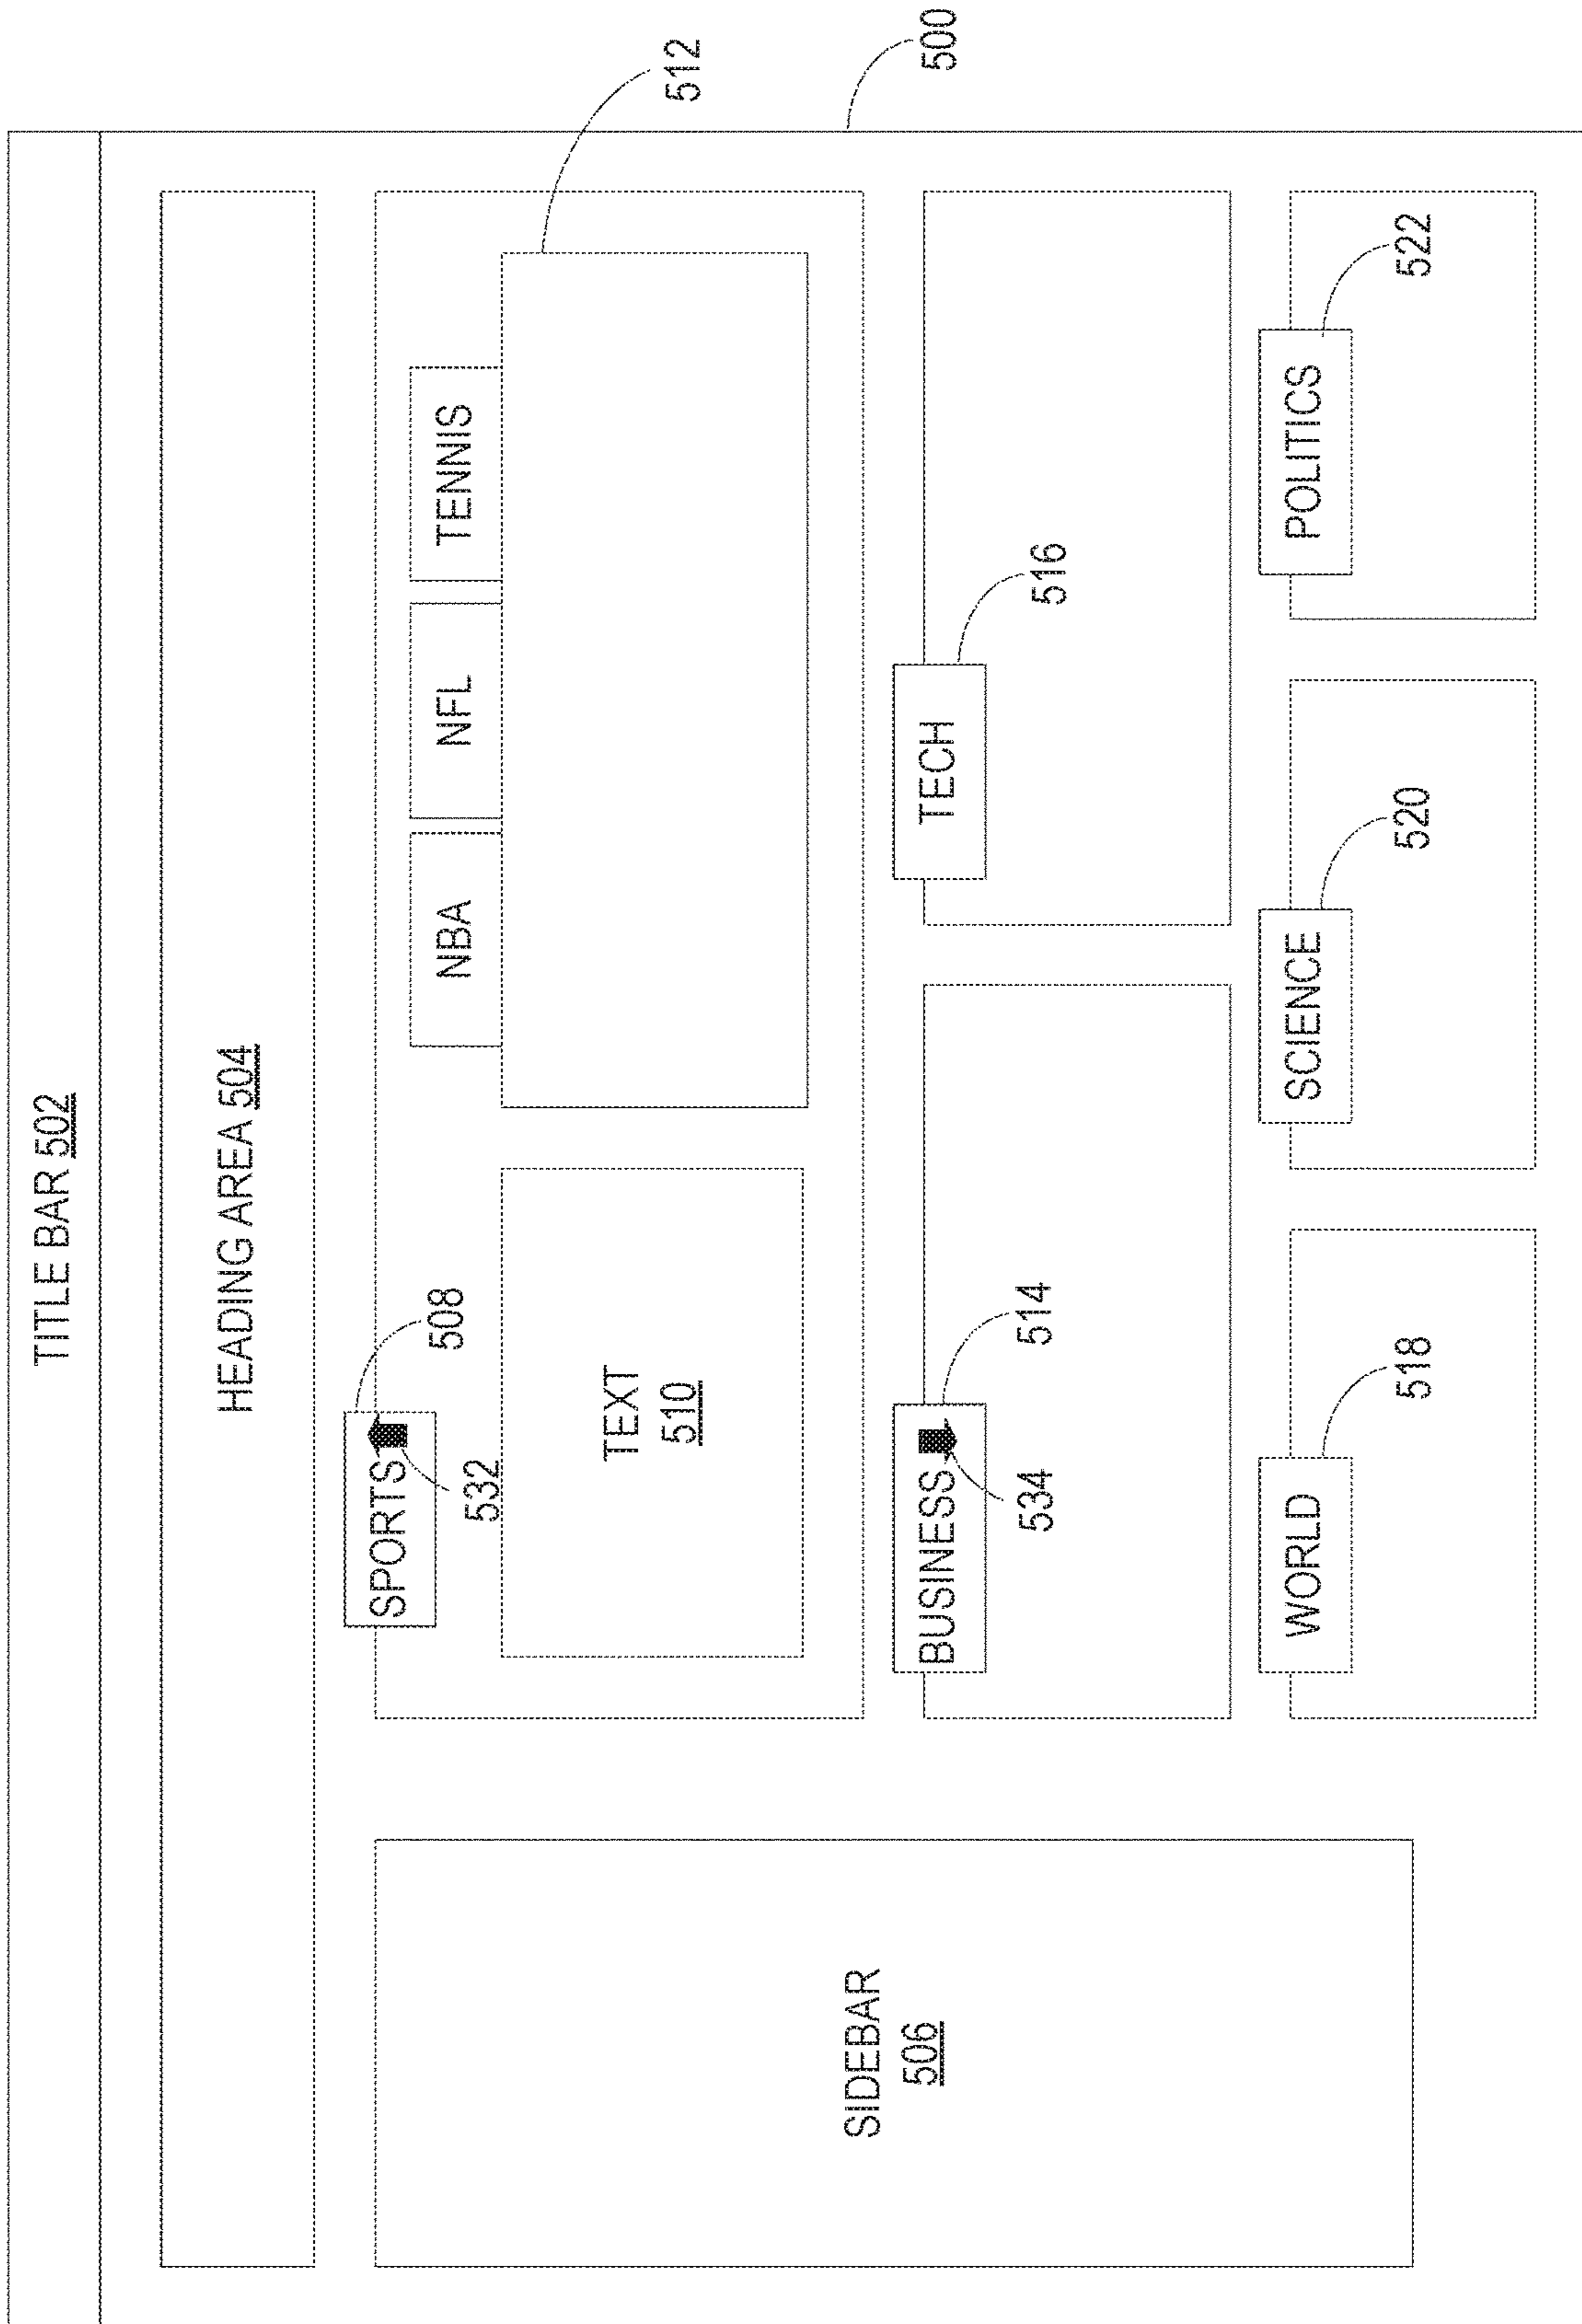 TITLE BAR 502
HEADING AREA 504
500
SPORTS
508
532
TEXT
510
NBA
NFL
TENNIS
512
SIDEBAR
506
BUSINESS
514
534
TECH
516
WORLD
518
SCIENCE
520
POLITICS
522